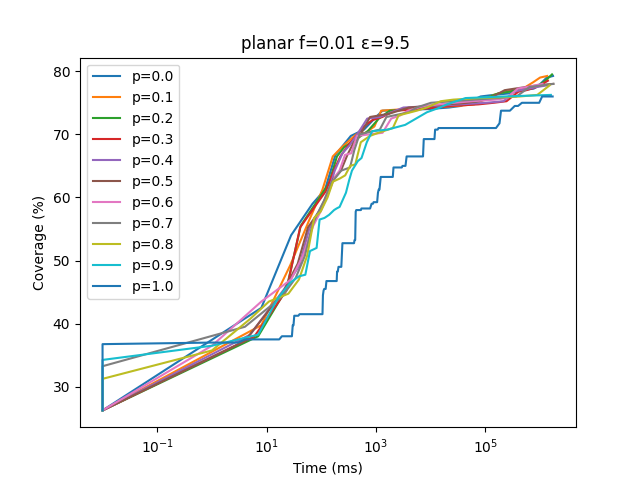 planar f=0.01 ε=9.5
80
70
60
50
40
30
Coverage (%)
p=0.0
p=0.1
p=0.2
p=0.3
p=0.4
p=0.5
p=0.6
p=0.7
p=0.8
p=0.9
p=1.0
10⁻¹ 10¹ 10³ 10⁵
Time (ms)